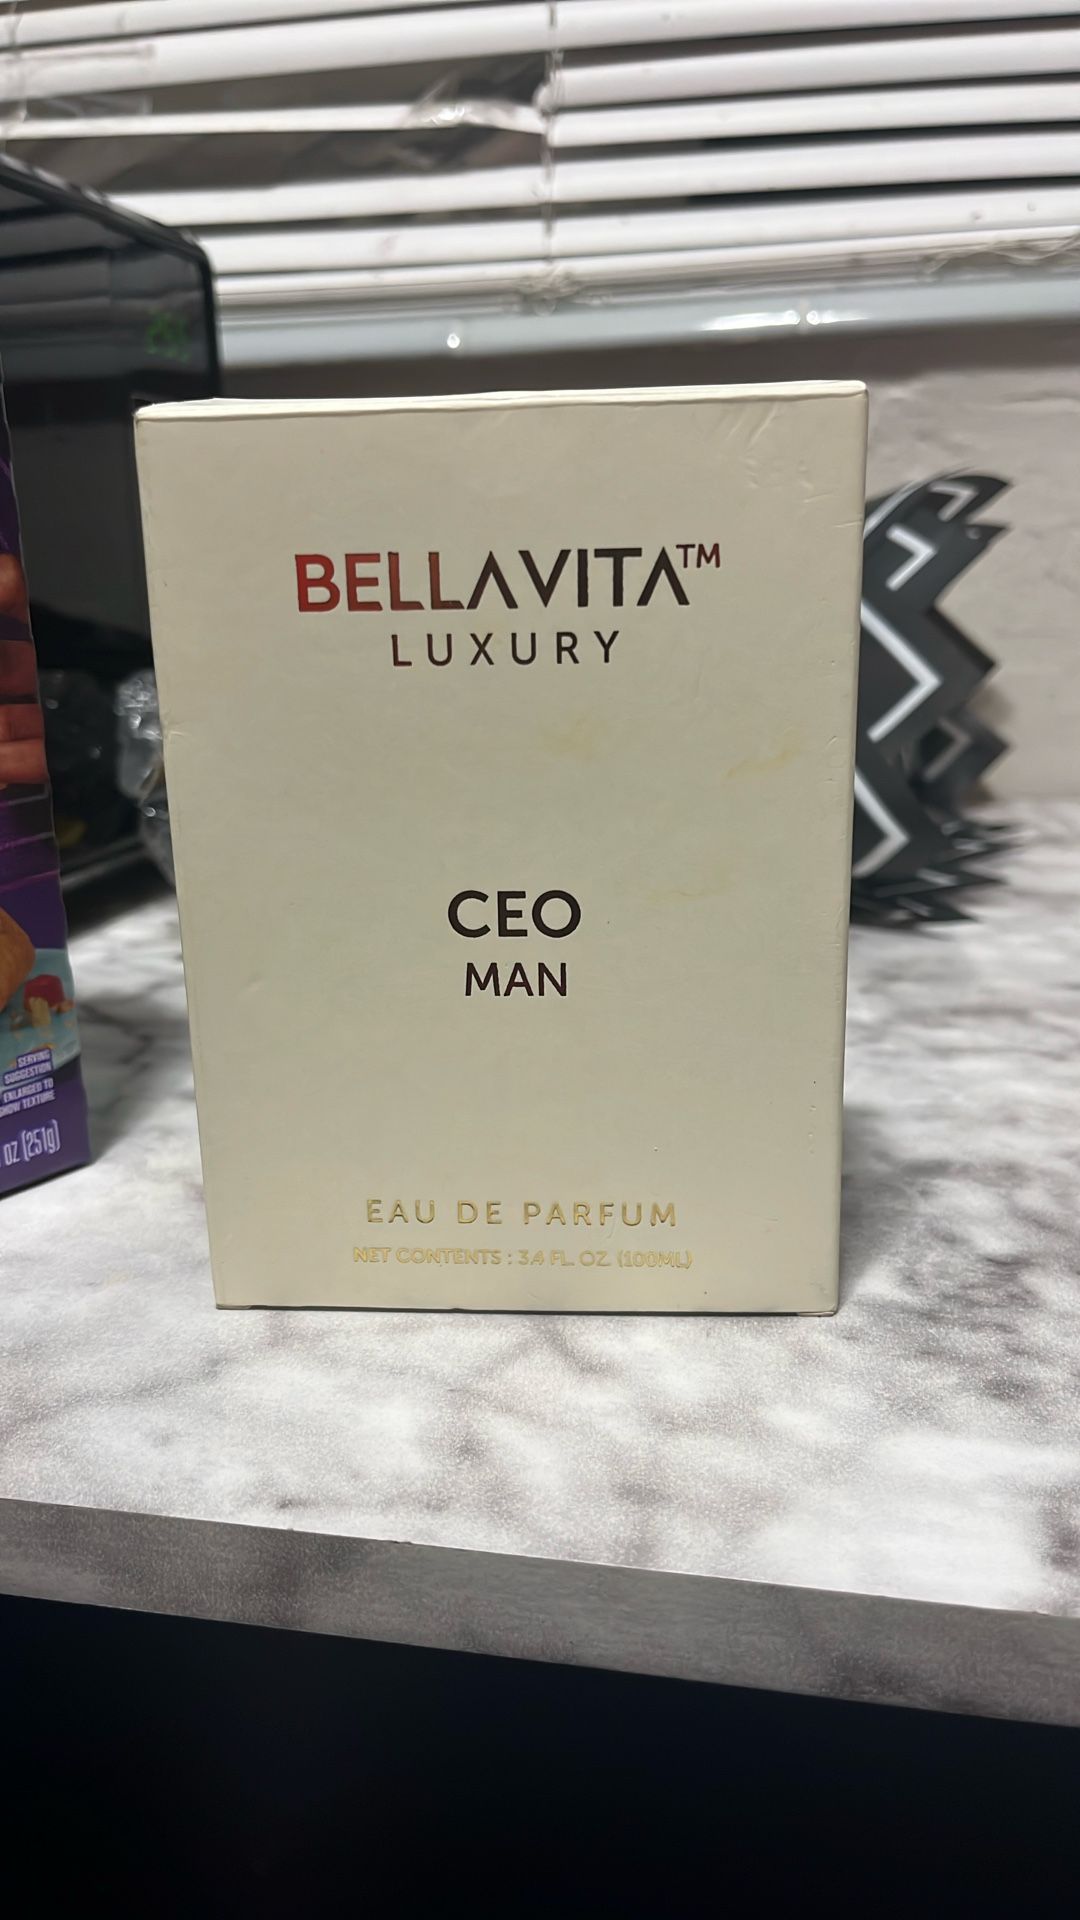 BELLAVITA™
LUXURY
CEO
MAN
EAU DE PARFUM
NET CONTENTS : 3.4 FL. OZ. (100ML)
SERVING
SUGGESTION
ENLARGED TO
SHOW TEXTURE
OZ (251g)